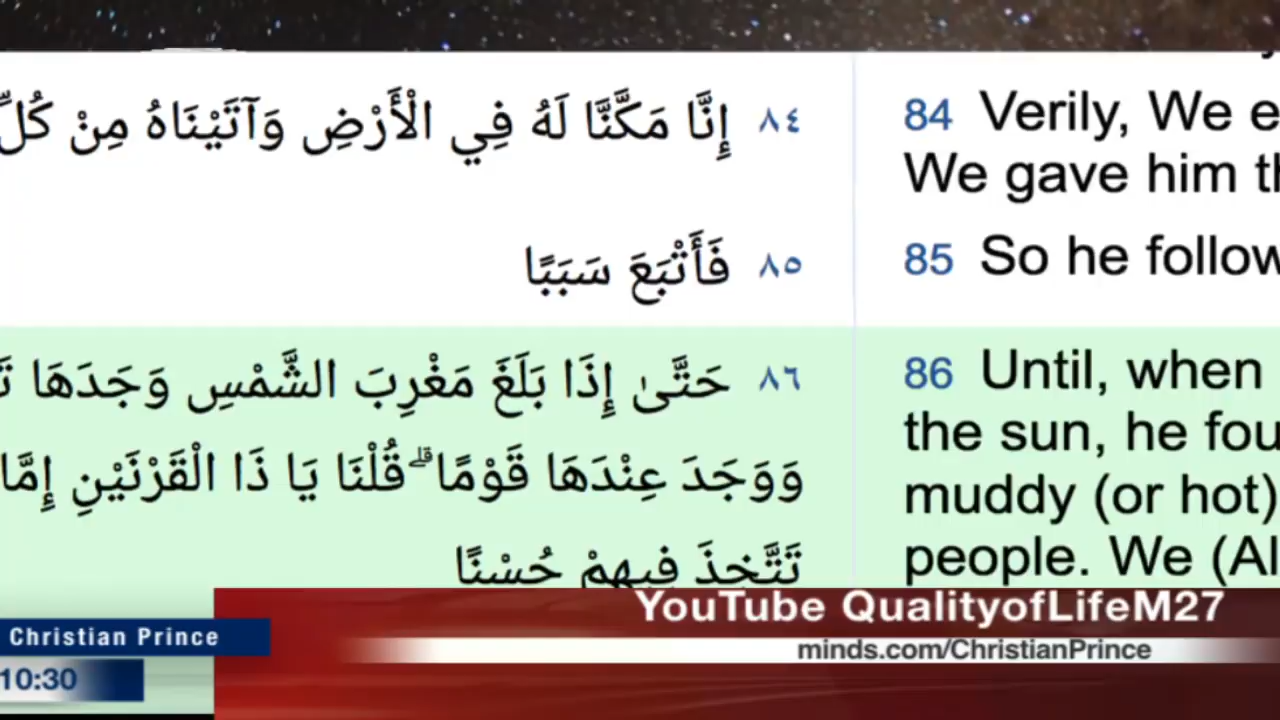 ٨٤ إِنَّا مَكَّنَّا لَهُ فِي الْأَرْضِ وَآتَيْنَاهُ مِنْ كُلِّ
84 Verily, We e
We gave him th
٨٥ فَأَتْبَعَ سَبَبًا
85 So he follow
٨٦ حَتَّىٰ إِذَا بَلَغَ مَغْرِبَ الشَّمْسِ وَجَدَهَا تَ
وَوَجَدَ عِنْدَهَا قَوْمًا ۗ قُلْنَا يَا ذَا الْقَرْنَيْنِ إِمَّا
تَتَّخِذَ فِيهِمْ حُسْنًا
86 Until, when
the sun, he fou
muddy (or hot)
people. We (Al
YouTube QualityofLifeM27
Christian Prince
minds.com/ChristianPrince
10:30